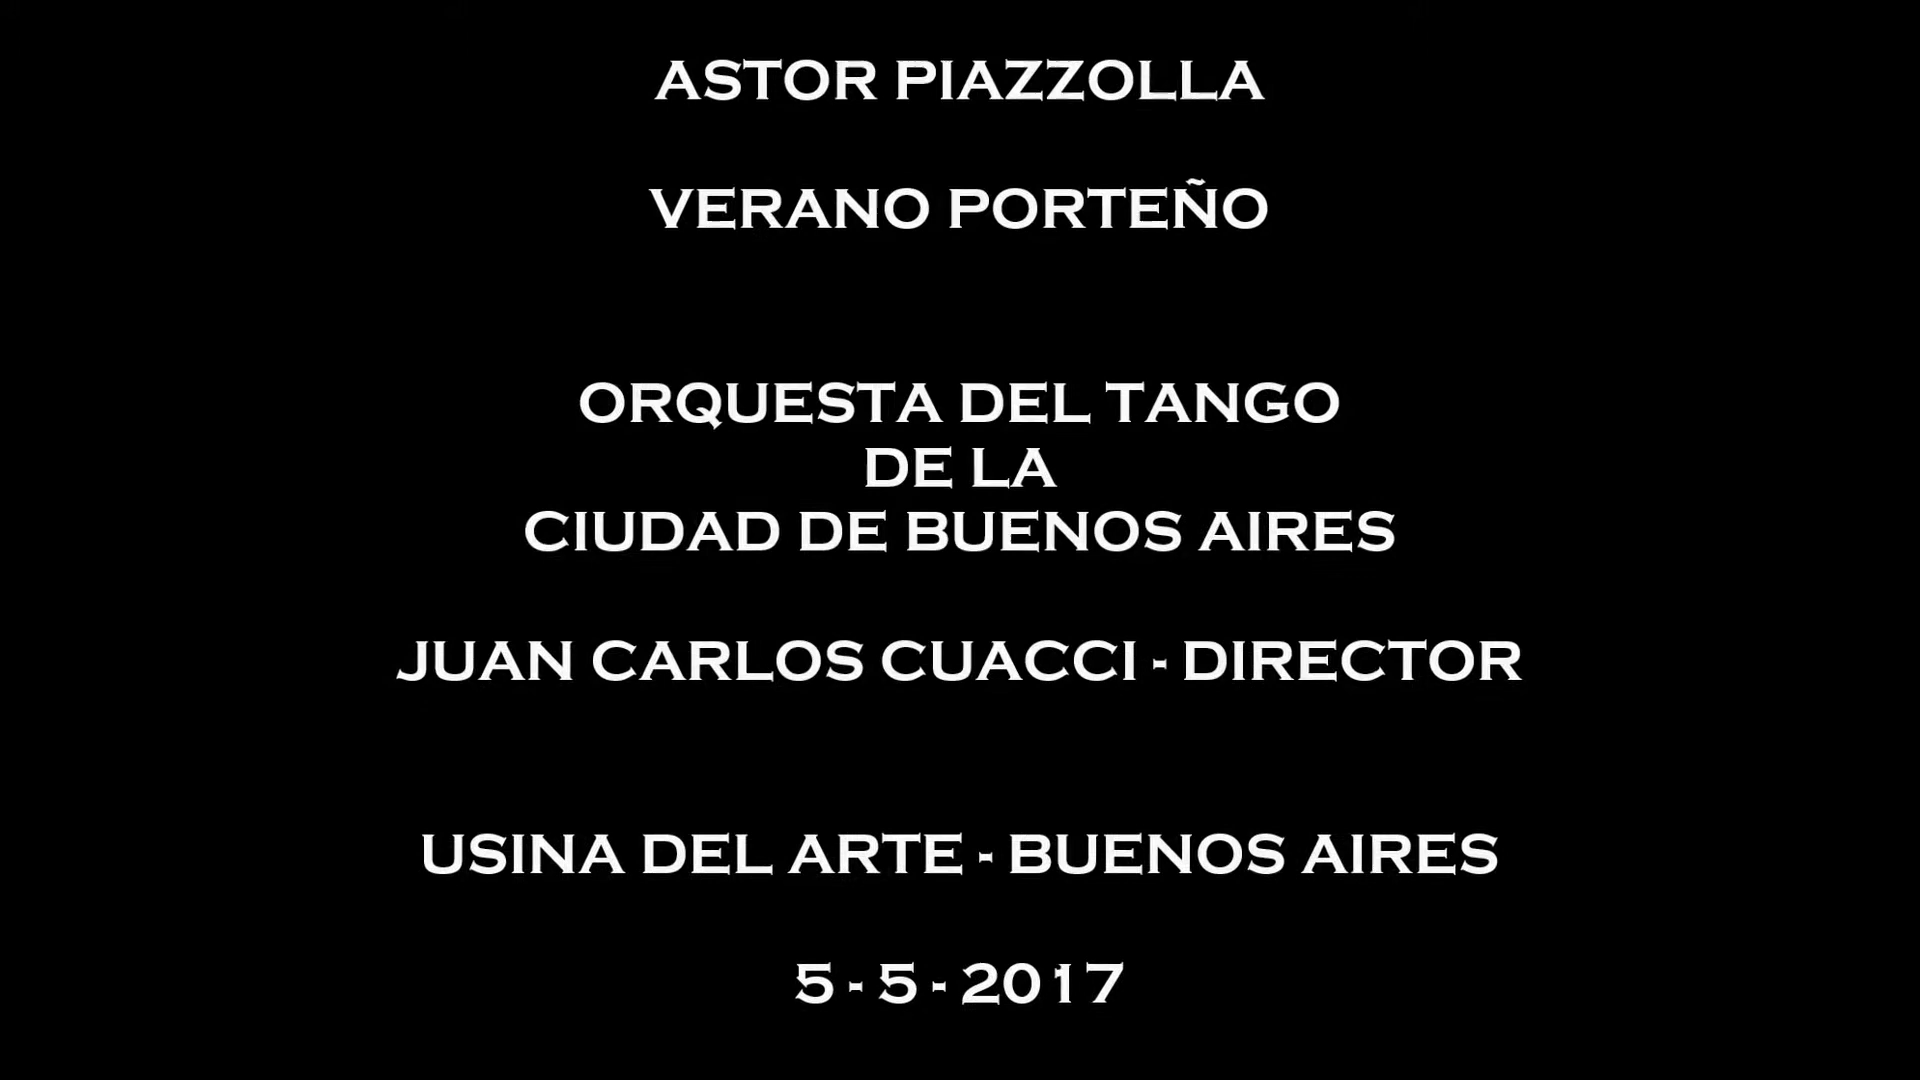 ASTOR PIAZZOLLA
VERANO PORTEÑO
ORQUESTA DEL TANGO
DE LA
CIUDAD DE BUENOS AIRES
JUAN CARLOS CUACCI - DIRECTOR
USINA DEL ARTE - BUENOS AIRES
5 - 5 - 2017